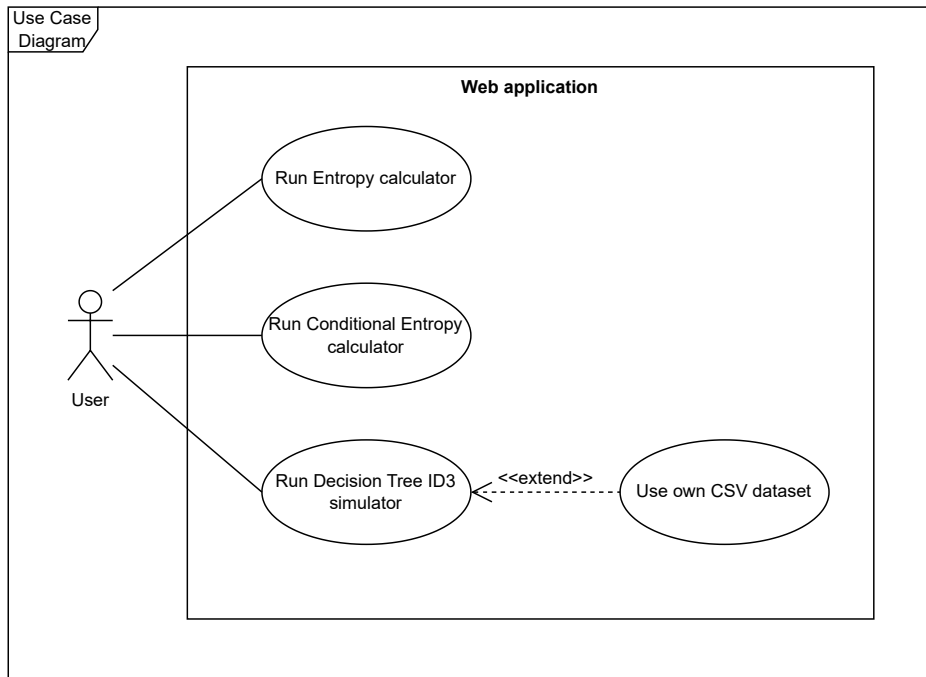 Use Case
Diagram
Web application
Run Entropy calculator
Run Conditional Entropy
calculator
User
Run Decision Tree ID3
simulator
<<extend>>
Use own CSV dataset